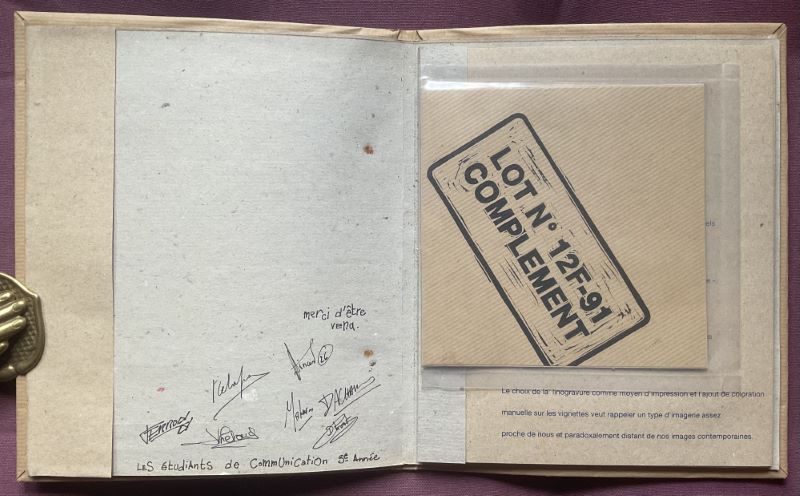 merci d'être
venu.
LES étudiAnts de CommUnicAtion 3e Année
LOT N° 12F-91
COMPLEMENT
els
Le choix de la linogravure comme moyen d'impression et l'ajout de coloration
manuelle sur les vignettes veut rappeler un type d'imagerie assez
proche de nous et paradoxalement distant de nos images contemporaines.